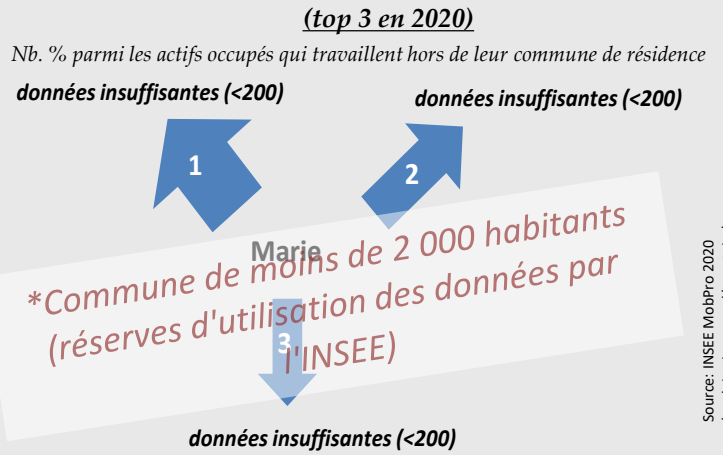 (top 3 en 2020)
Nb. % parmi les actifs occupés qui travaillent hors de leur commune de résidence
données insuffisantes (<200)
données insuffisantes (<200)
1
2
Marie
*Commune de moins de 2 000 habitants
(réserves d'utilisation des données par
l'INSEE)
3
données insuffisantes (<200)
Source: INSEE MobPro 2020